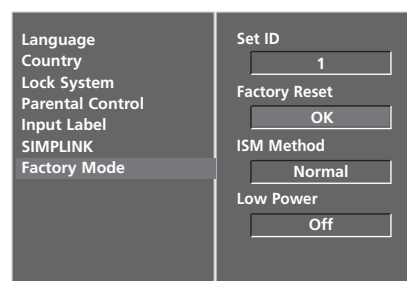 Language
Country
Lock System
Parental Control
Input Label
SIMPLINK
Factory Mode
Set ID
1
Factory Reset
OK
ISM Method
Normal
Low Power
Off